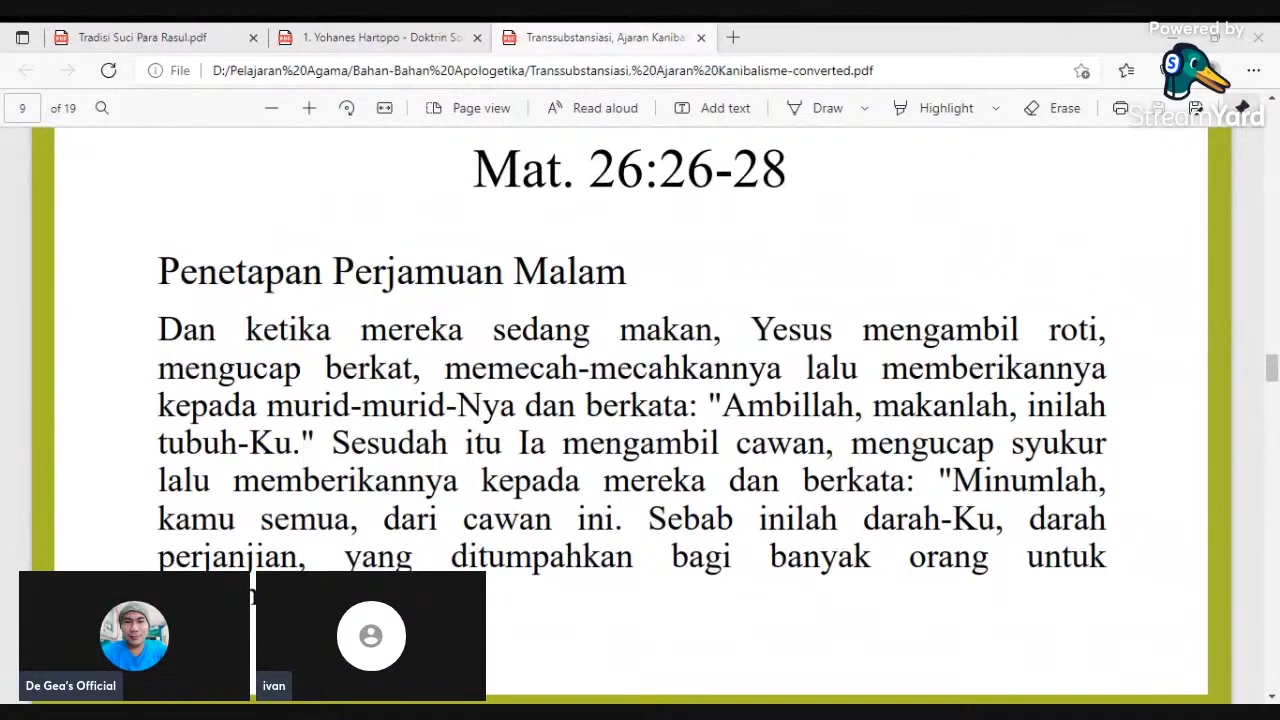 Powered by
StreamYard
Tradisi Suci Para Rasul.pdf
1. Yohanes Hartopo - Doktrin Sa
Transsubstansiasi, Ajaran Kaniba
File
D:/Pelajaran%20Agama/Bahan-Bahan%20Apologetika/Transsubstansiasi,%20Ajaran%20Kanibalisme-converted.pdf
9 of 19
Page view
Read aloud
Add text
Draw
Highlight
Erase
Mat. 26:26-28
Penetapan Perjamuan Malam
Dan ketika mereka sedang makan, Yesus mengambil roti,
mengucap berkat, memecah-mecahkannya lalu memberikannya
kepada murid-murid-Nya dan berkata: "Ambillah, makanlah, inilah
tubuh-Ku." Sesudah itu Ia mengambil cawan, mengucap syukur
lalu memberikannya kepada mereka dan berkata: "Minumlah,
kamu semua, dari cawan ini. Sebab inilah darah-Ku, darah
perjanjian, yang ditumpahkan bagi banyak orang untuk
De Gea's Official
ivan